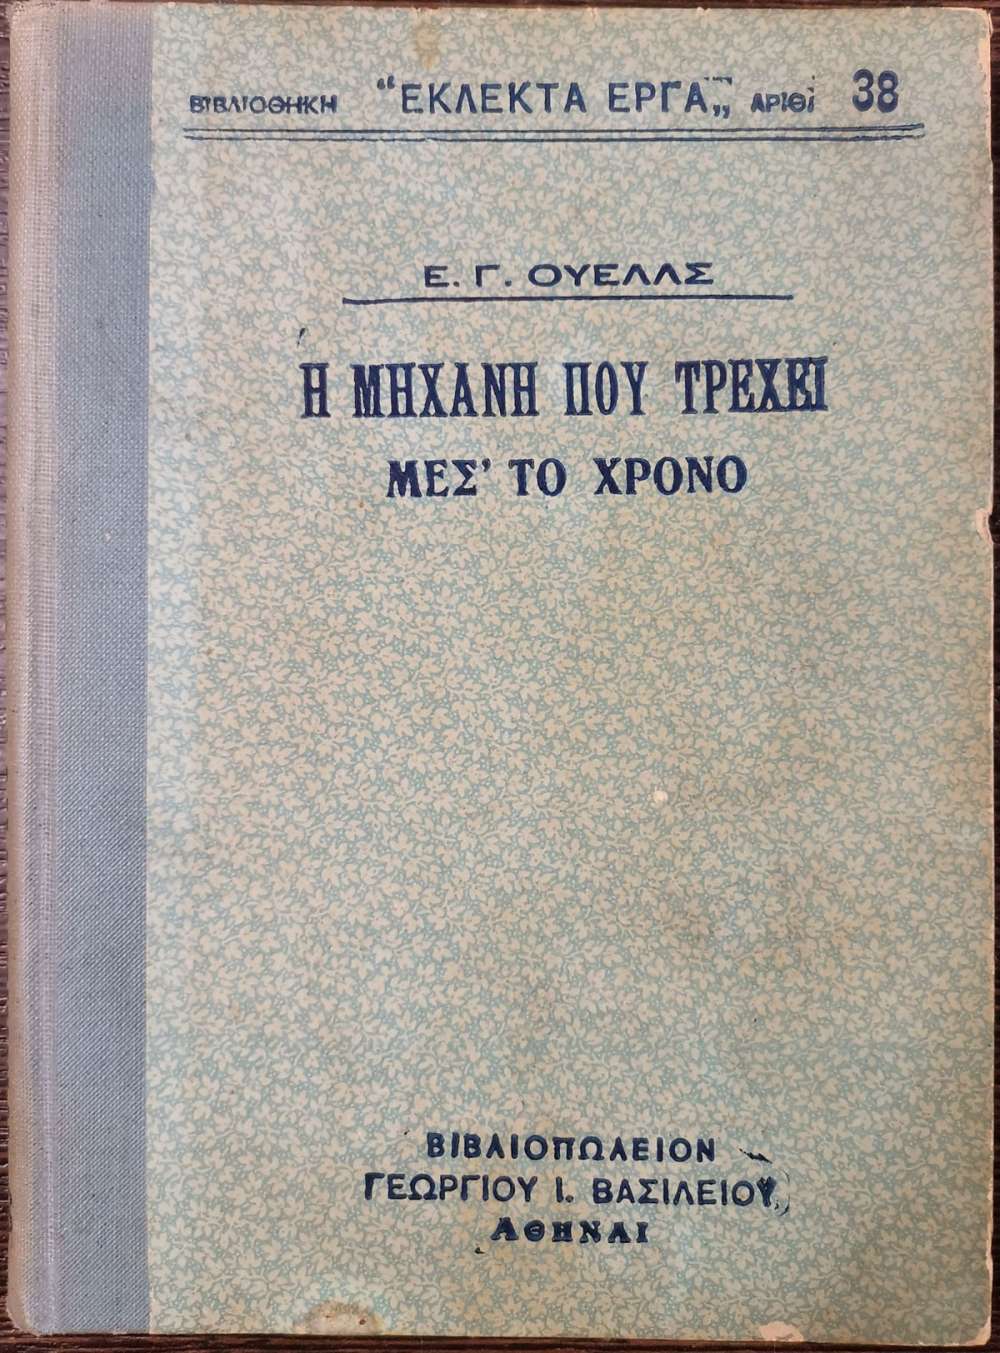 ΒΙΒΛΙΟΘΗΚΗ "ΕΚΛΕΚΤΑ ΕΡΓΑ„ ΑΡΙΘ. 38
Ε. Γ. ΟΥΕΛΛΣ
Ἡ ΜΗΧΑΝΗ ΠΟΥ ΤΡΕΧΕΙ
ΜΕΣ' ΤΟ ΧΡΟΝΟ
ΒΙΒΛΙΟΠΩΛΕΙΟΝ
ΓΕΩΡΓΙΟΥ Ι. ΒΑΣΙΛΕΙΟΥ
ΑΘΗΝΑΙ